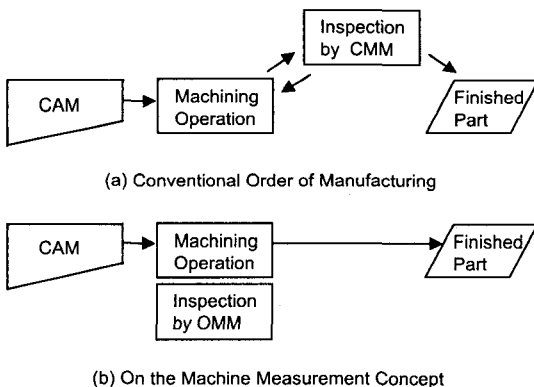 Inspection
by CMM
CAM
Machining
Operation
Finished
Part
(a) Conventional Order of Manufacturing
CAM
Machining
Operation
Finished
Part
Inspection
by OMM
(b) On the Machine Measurement Concept